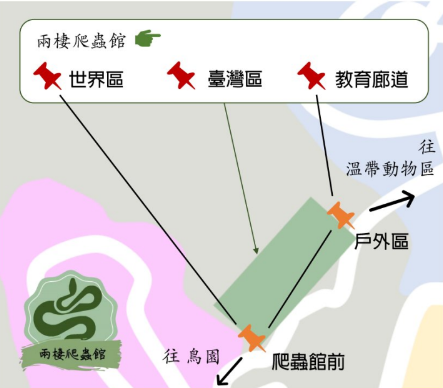 兩棲爬蟲館
世界區
臺灣區
教育廊道
往
溫帶動物區
戶外區
兩棲爬蟲館
往鳥園
爬蟲館前